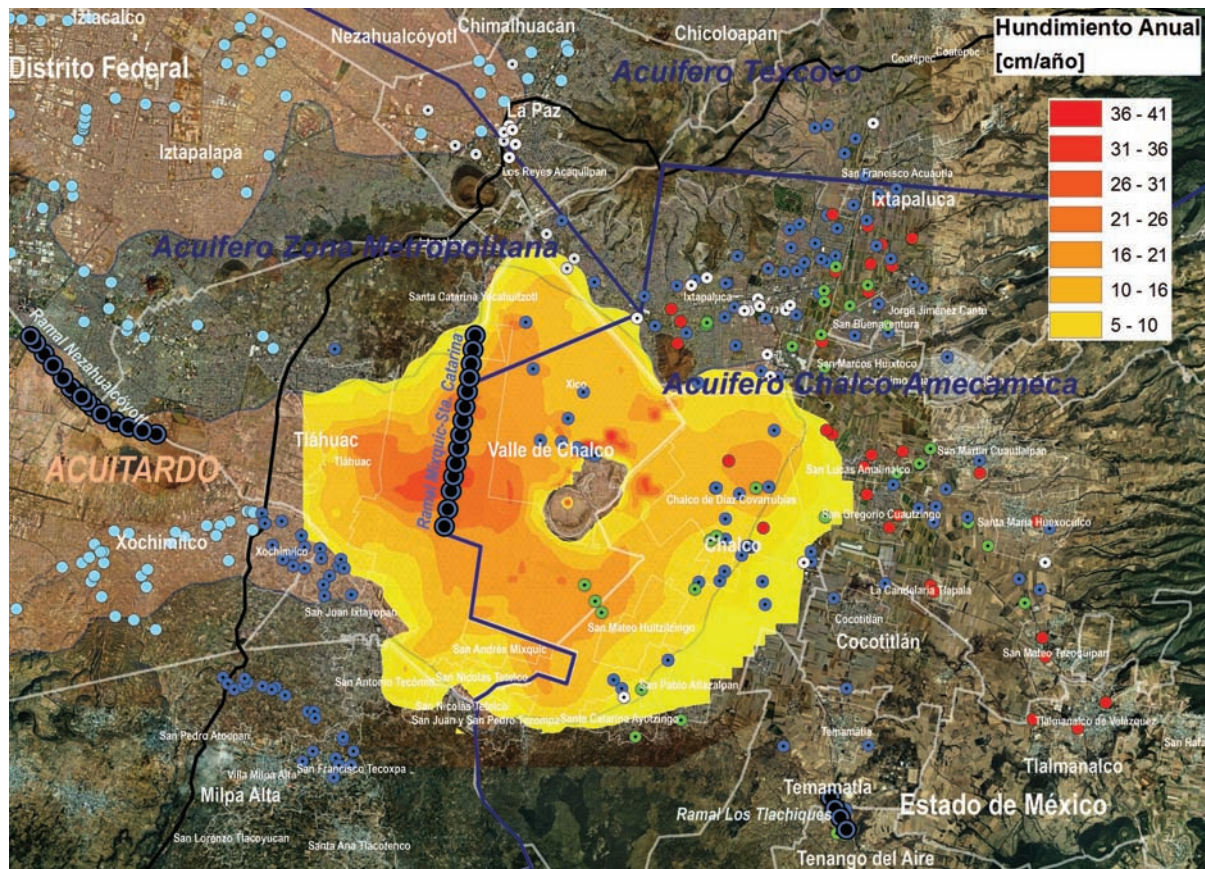 Iztacalco
Nezahualcóyotl
Chimalhuacán
Chicoloapan
Coatépec
Coatepec
Distrito Federal
Acuifero Texcoco
La Paz
Iztapalapa
Los Reyes Acaquilpan
San Francisco Acuautla
Ixtapaluca
Acuifero Zona Metropolitana
Santa Catarina Yecahuitzotl
Ixtapaluca
Jorge Jiménez Cantú
San Buenaventura
San Marcos Huixtoco
Ramal Nezahualcóyotl
Ramal Mixquic-Sta. Catarina
Xico
Acuifero Chalco-Amecameca
Tláhuac
Tláhuac
Valle de Chalco
ACUITARDO
San Martín Cuautlalpan
San Lucas Amalinalco
Chalco de Díaz Covarrubias
San Gregorio Cuautzingo
Santa María Huexoculco
Xochimilco
Xochimilco
Chalco
La Candelaria Tlapala
San Juan Ixtayopan
San Mateo Huitzilzingo
Cocotitlán
Cocotitlán
San Mateo Tezoquipan
San Andrés Mixquic
San Antonio Tecómitl
San Nicolas Tetelco
San Nicolás Tetelco
San Pablo Atlazalpan
San Juan y San Pedro Tezompa
Santa Catarina Ayotzingo
Tlalmanalco de Velázquez
San Rafa
San Pedro Atocpan
Temamatla
Villa Milpa Alta
San Francisco Tecoxpa
Tlalmanalco
Milpa Alta
Temamatla
Ramal Los Tlachiques
Estado de México
San Lorenzo Tlacoyucan
Santa Ana Tlacotenco
Tenango del Aire
Hundimiento Anual
[cm/año]
36 - 41
31 - 36
26 - 31
21 - 26
16 - 21
10 - 16
5 - 10